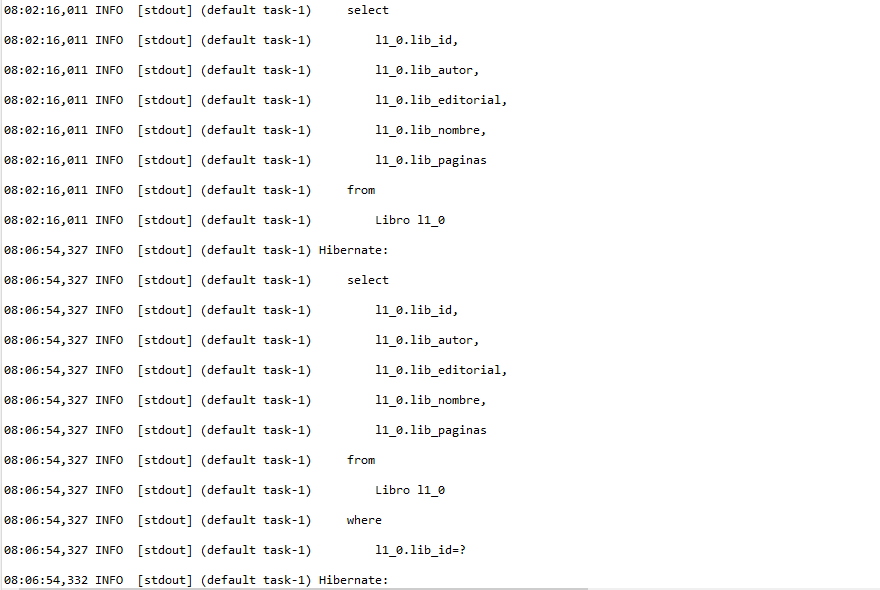 08:02:16,011 INFO  [stdout] (default task-1)     select
08:02:16,011 INFO  [stdout] (default task-1)         l1_0.lib_id,
08:02:16,011 INFO  [stdout] (default task-1)         l1_0.lib_autor,
08:02:16,011 INFO  [stdout] (default task-1)         l1_0.lib_editorial,
08:02:16,011 INFO  [stdout] (default task-1)         l1_0.lib_nombre,
08:02:16,011 INFO  [stdout] (default task-1)         l1_0.lib_paginas
08:02:16,011 INFO  [stdout] (default task-1)     from
08:02:16,011 INFO  [stdout] (default task-1)         Libro l1_0
08:06:54,327 INFO  [stdout] (default task-1) Hibernate:
08:06:54,327 INFO  [stdout] (default task-1)     select
08:06:54,327 INFO  [stdout] (default task-1)         l1_0.lib_id,
08:06:54,327 INFO  [stdout] (default task-1)         l1_0.lib_autor,
08:06:54,327 INFO  [stdout] (default task-1)         l1_0.lib_editorial,
08:06:54,327 INFO  [stdout] (default task-1)         l1_0.lib_nombre,
08:06:54,327 INFO  [stdout] (default task-1)         l1_0.lib_paginas
08:06:54,327 INFO  [stdout] (default task-1)     from
08:06:54,327 INFO  [stdout] (default task-1)         Libro l1_0
08:06:54,327 INFO  [stdout] (default task-1)     where
08:06:54,327 INFO  [stdout] (default task-1)         l1_0.lib_id=?
08:06:54,332 INFO  [stdout] (default task-1) Hibernate: